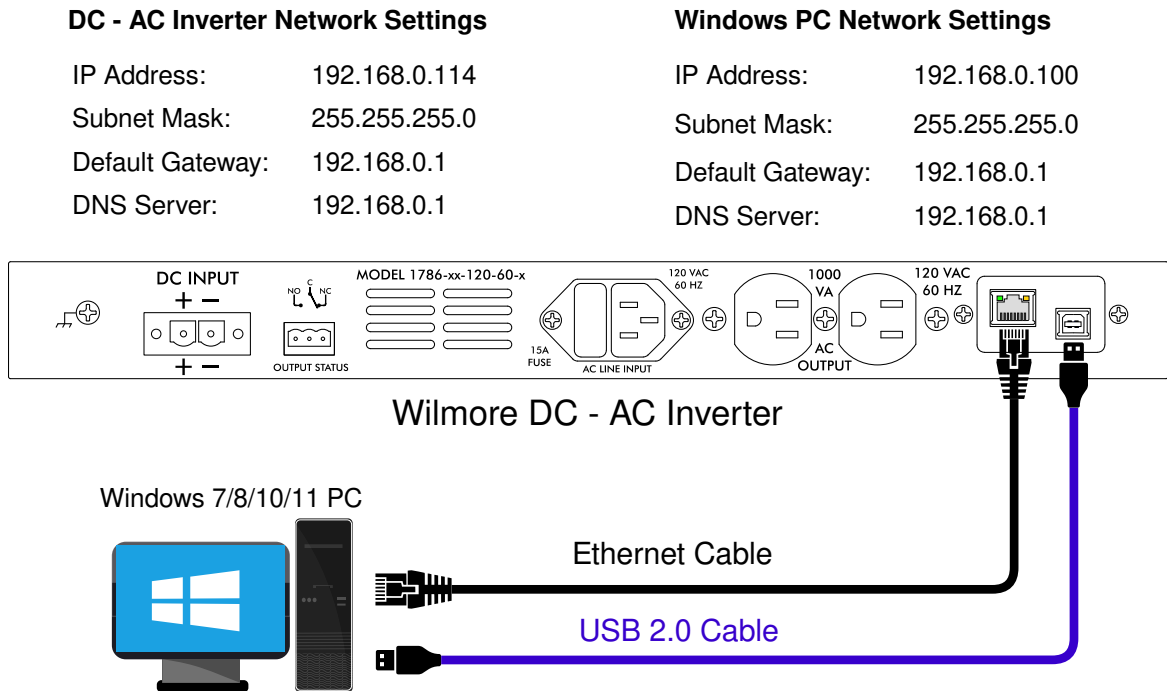 DC - AC Inverter Network Settings
IP Address: 192.168.0.114
Subnet Mask: 255.255.255.0
Default Gateway: 192.168.0.1
DNS Server: 192.168.0.1
Windows PC Network Settings
IP Address: 192.168.0.100
Subnet Mask: 255.255.255.0
Default Gateway: 192.168.0.1
DNS Server: 192.168.0.1
DC INPUT
+ −
+ −
C
NO NC
OUTPUT STATUS
MODEL 1786-xx-120-60-x
15A
FUSE
AC LINE INPUT
120 VAC
60 HZ
1000
VA
AC
OUTPUT
120 VAC
60 HZ
Wilmore DC - AC Inverter
Windows 7/8/10/11 PC
Ethernet Cable
USB 2.0 Cable